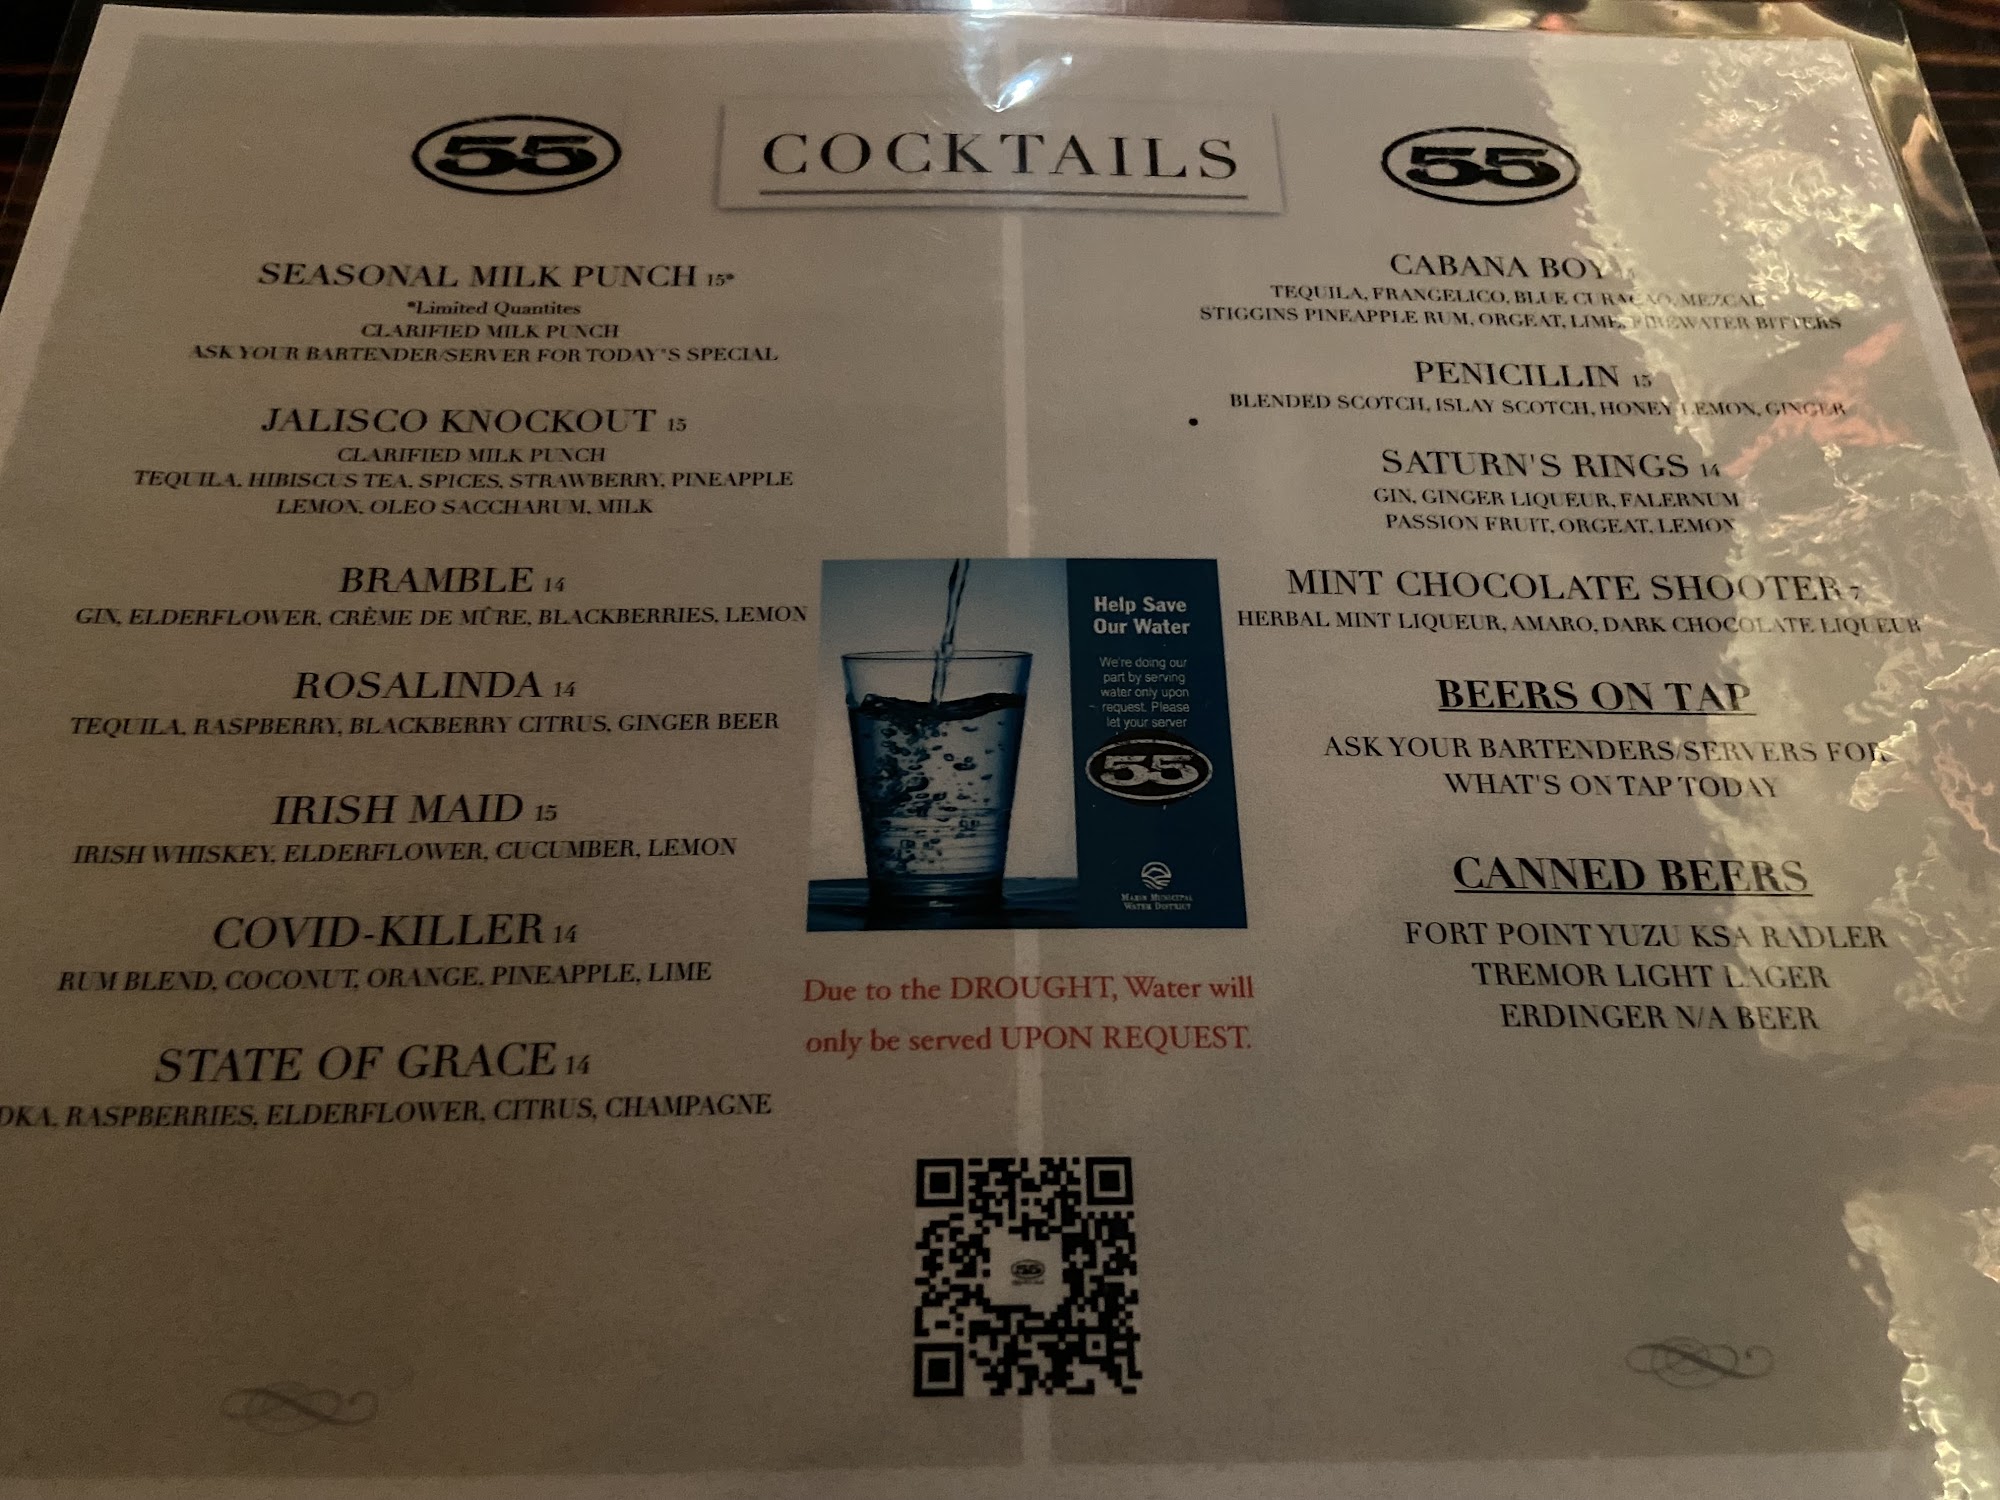 55
COCKTAILS
55
SEASONAL MILK PUNCH 15*
*Limited Quantites
CLARIFIED MILK PUNCH
ASK YOUR BARTENDER/SERVER FOR TODAY'S SPECIAL
JALISCO KNOCKOUT 15
CLARIFIED MILK PUNCH
TEQUILA, HIBISCUS TEA, SPICES, STRAWBERRY, PINEAPPLE
LEMON, OLEO SACCHARUM, MILK
BRAMBLE 14
GIN, ELDERFLOWER, CRÈME DE MÛRE, BLACKBERRIES, LEMON
ROSALINDA 14
TEQUILA, RASPBERRY, BLACKBERRY CITRUS, GINGER BEER
IRISH MAID 15
IRISH WHISKEY, ELDERFLOWER, CUCUMBER, LEMON
COVID-KILLER 14
RUM BLEND, COCONUT, ORANGE, PINEAPPLE, LIME
STATE OF GRACE 14
DKA, RASPBERRIES, ELDERFLOWER, CITRUS, CHAMPAGNE
Help Save
Our Water
We're doing our
part by serving
water only upon
request. Please
let your server
55
MARIN MUNICIPAL
WATER DISTRICT
Due to the DROUGHT, Water will
only be served UPON REQUEST.
55
CABANA BOY
TEQUILA, FRANGELICO, BLUE CURACAO, MEZCAL
STIGGINS PINEAPPLE RUM, ORGEAT, LIME, FIREWATER BITTERS
PENICILLIN 15
BLENDED SCOTCH, ISLAY SCOTCH, HONEY LEMON, GINGER
SATURN'S RINGS 14
GIN, GINGER LIQUEUR, FALERNUM
PASSION FRUIT, ORGEAT, LEMON
MINT CHOCOLATE SHOOTER 7
HERBAL MINT LIQUEUR, AMARO, DARK CHOCOLATE LIQUEUR
BEERS ON TAP
ASK YOUR BARTENDERS/SERVERS FOR
WHAT'S ON TAP TODAY
CANNED BEERS
FORT POINT YUZU KSA RADLER
TREMOR LIGHT LAGER
ERDINGER N/A BEER